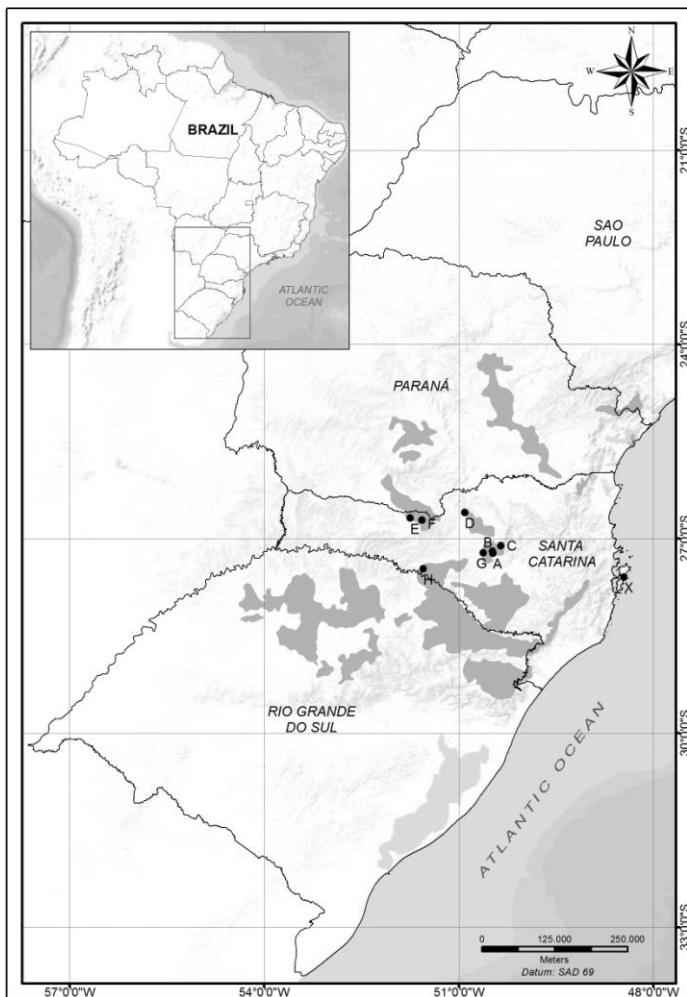 BRAZIL
ATLANTIC
OCEAN
N
W
E
S
21°0'0"S
SAO
PAULO
24°0'0"S
PARANÁ
D
E
F
27°0'0"S
B
C
G
A
SANTA
CATARINA
H
X
RIO GRANDE
DO SUL
30°0'0"S
ATLANTIC OCEAN
33°0'0"S
0
125.000
250.000
Meters
Datum: SAD 69
57°0'0"W
54°0'0"W
51°0'0"W
48°0'0"W